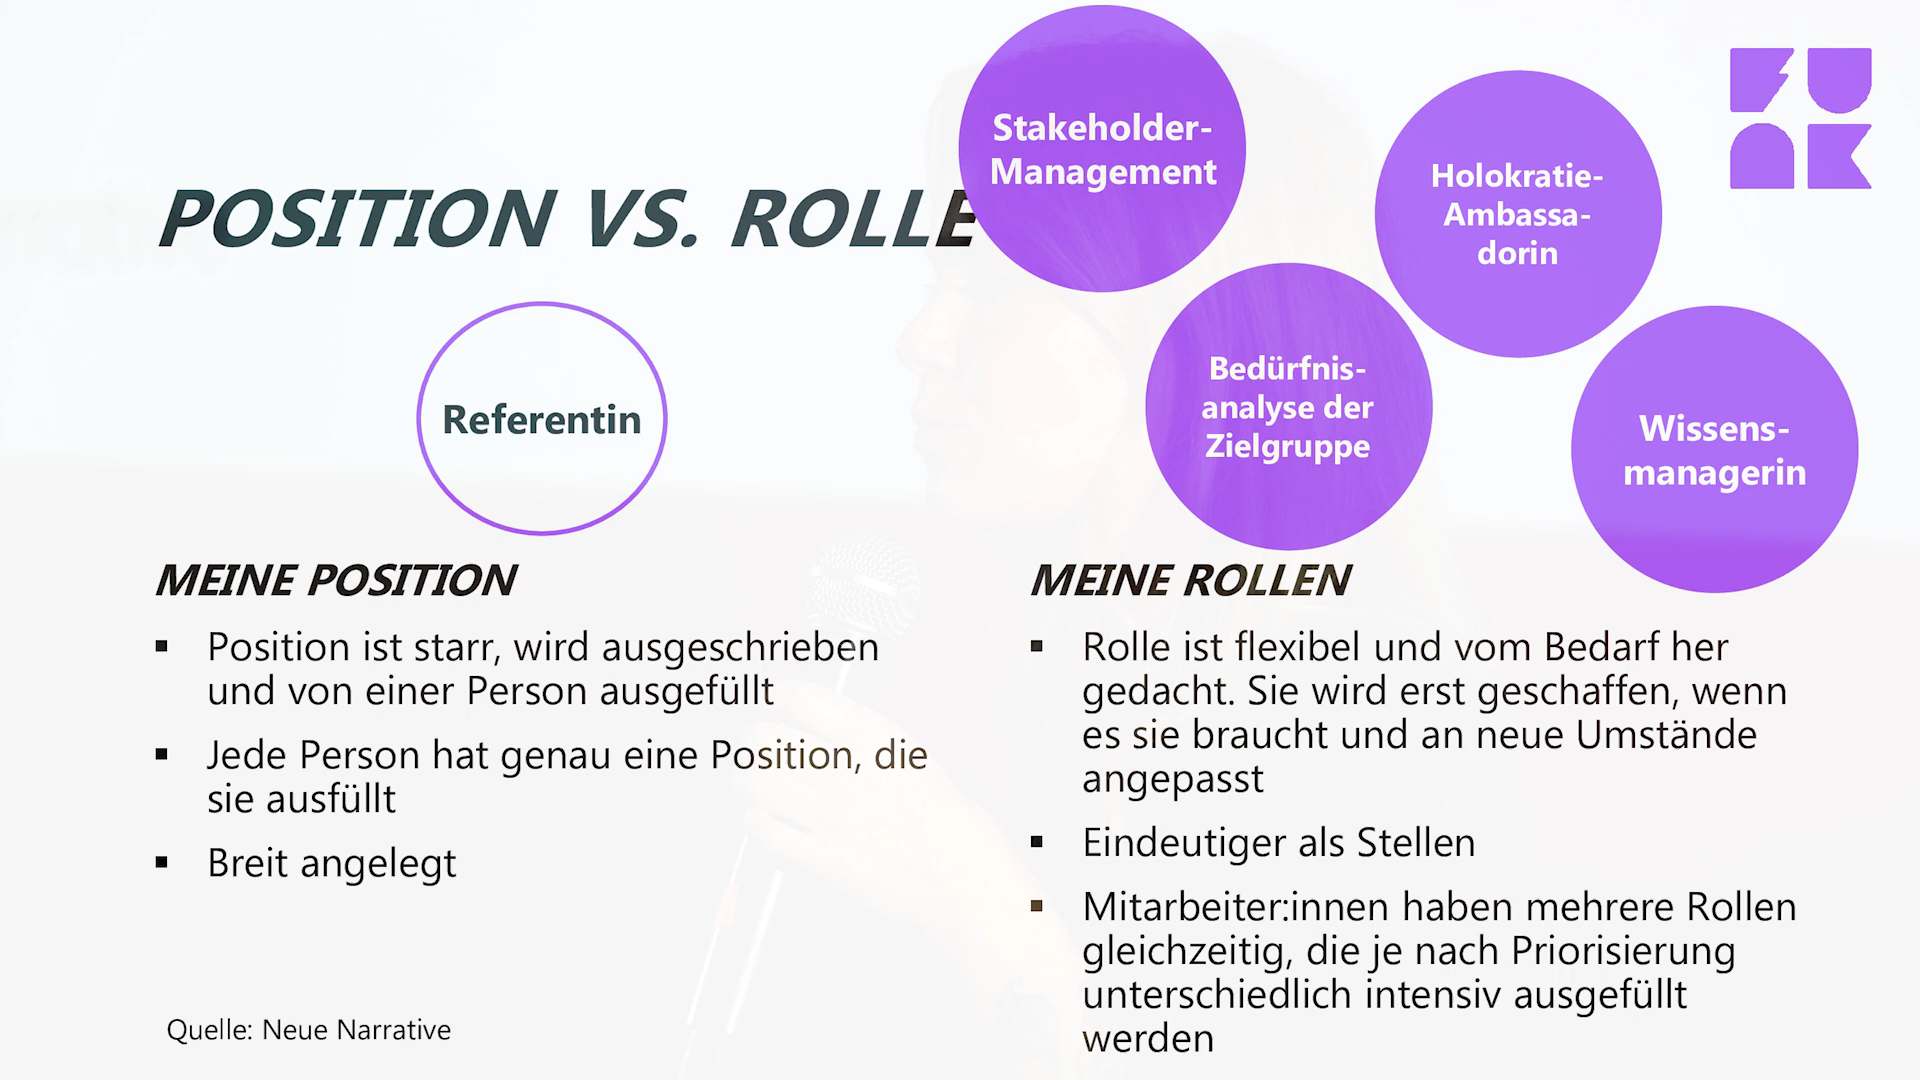 POSITION VS. ROLLE
Stakeholder-
Management
Holokratie-
Ambassa-
dorin
FUNK
Bedürfnis-
analyse der
Zielgruppe
Wissens-
managerin
Referentin
MEINE POSITION
▪ Position ist starr, wird ausgeschrieben
und von einer Person ausgefüllt
▪ Jede Person hat genau eine Position, die
sie ausfüllt
▪ Breit angelegt
Quelle: Neue Narrative
MEINE ROLLEN
▪ Rolle ist flexibel und vom Bedarf her
gedacht. Sie wird erst geschaffen, wenn
es sie braucht und an neue Umstände
angepasst
▪ Eindeutiger als Stellen
▪ Mitarbeiter:innen haben mehrere Rollen
gleichzeitig, die je nach Priorisierung
unterschiedlich intensiv ausgefüllt
werden